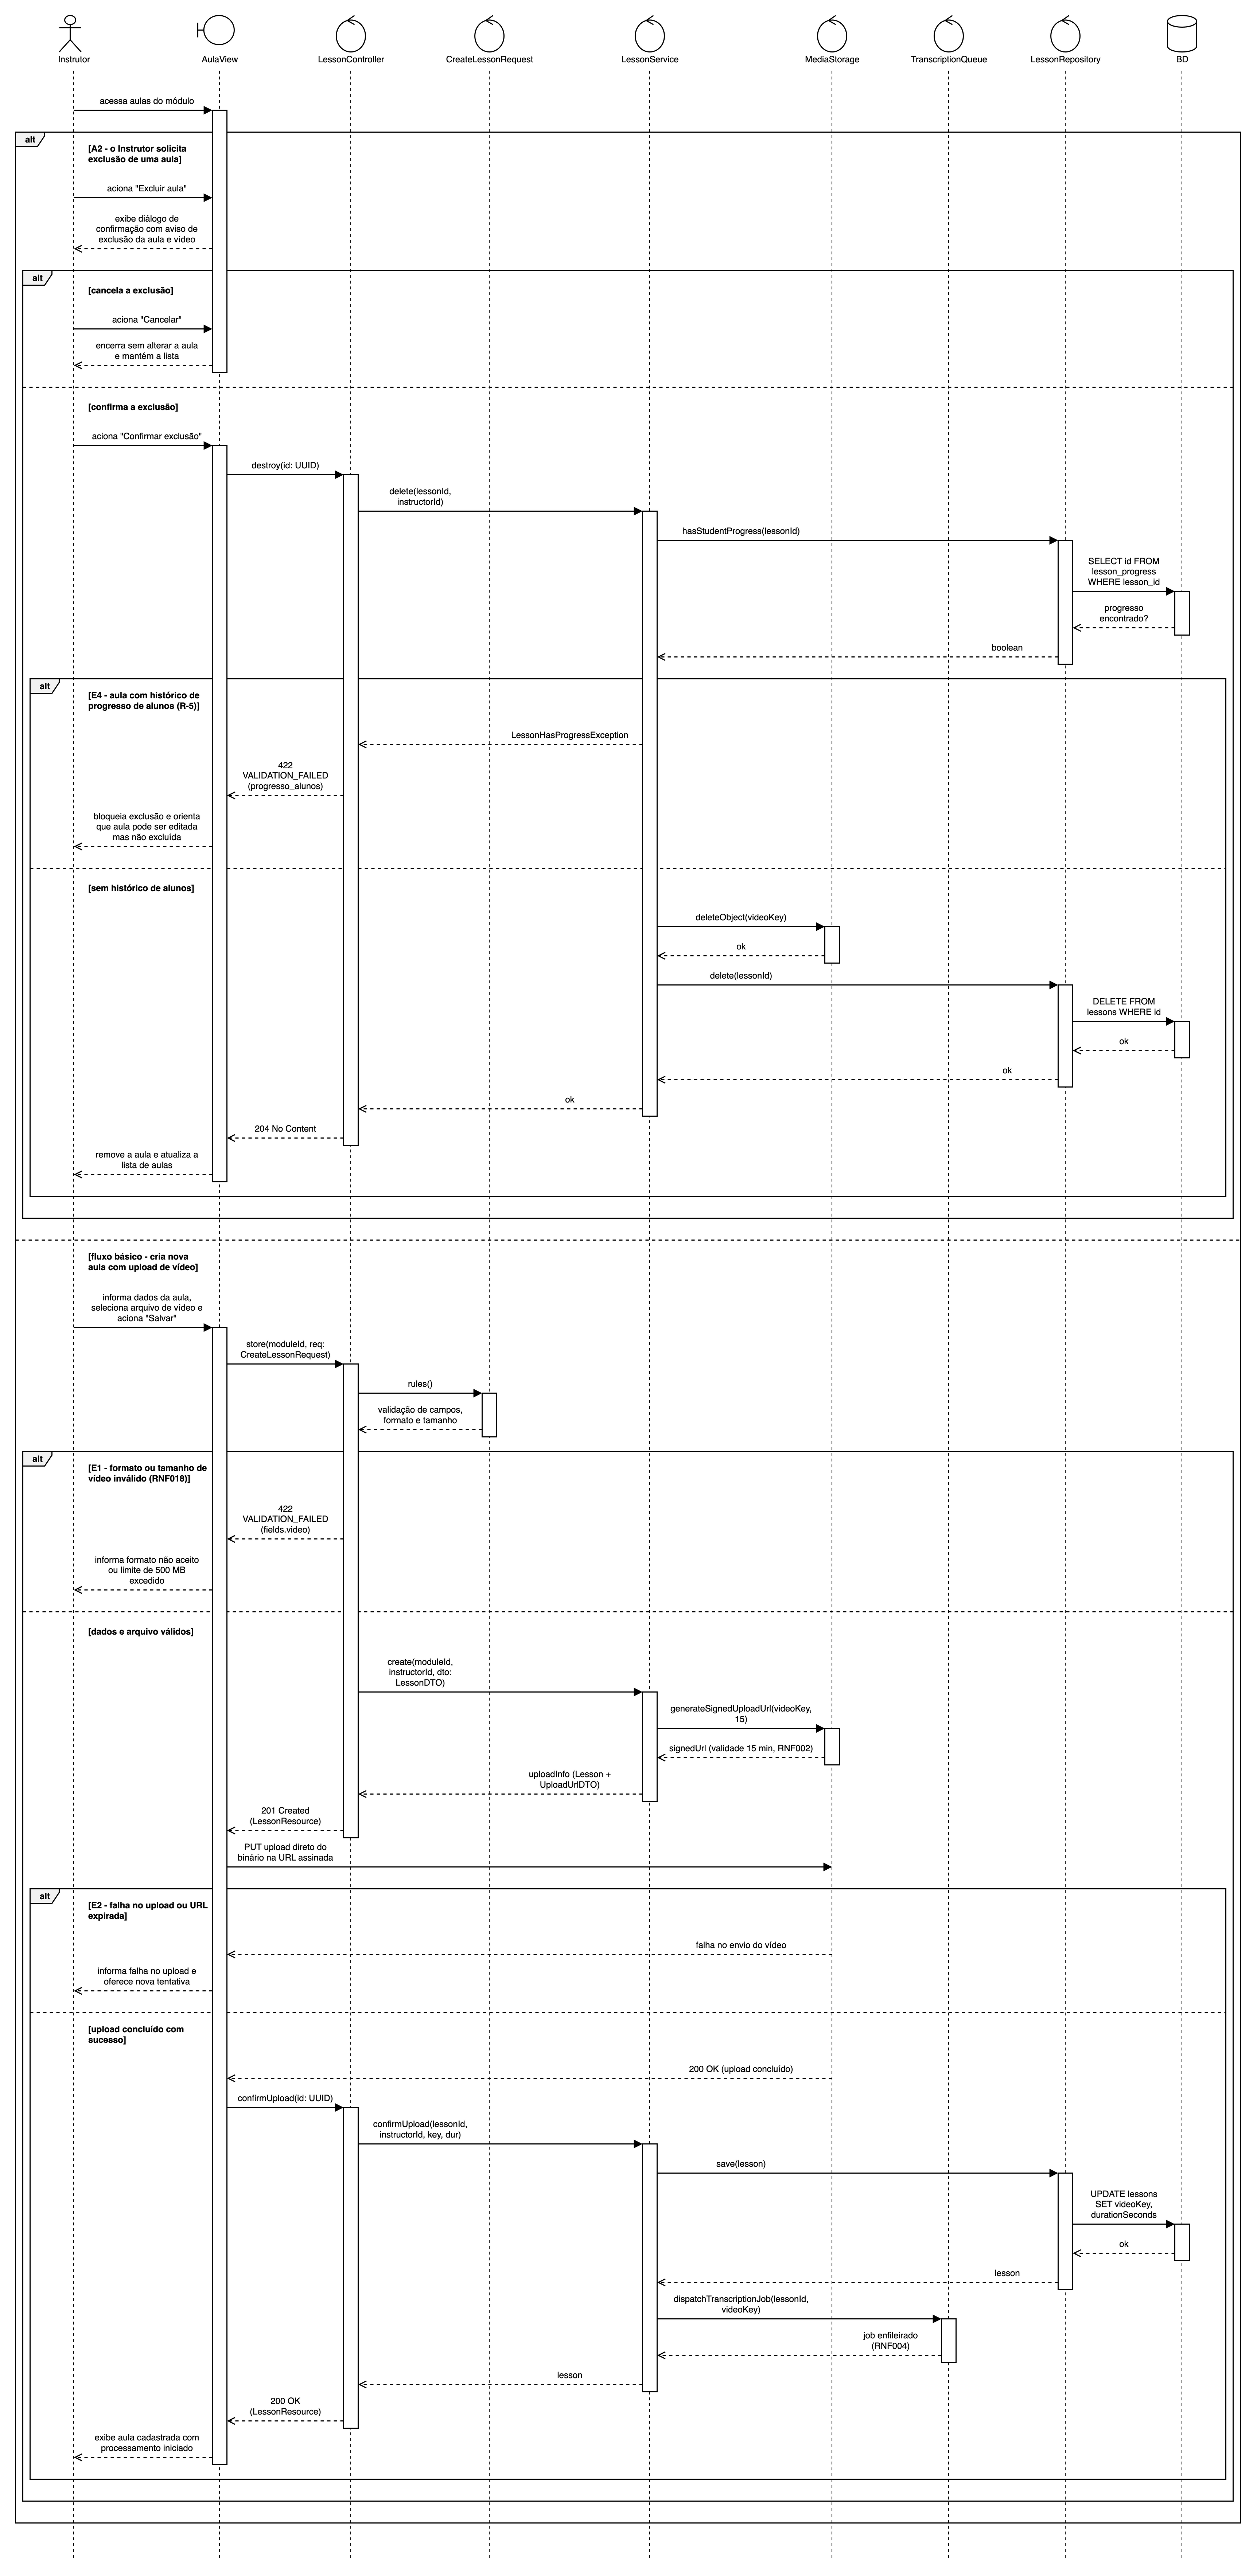 Instrutor
AulaView
LessonController
CreateLessonRequest
LessonService
MediaStorage
TranscriptionQueue
LessonRepository
BD
acessa aulas do módulo
alt
[A2 - o Instrutor solicita
exclusão de uma aula]
aciona "Excluir aula"
exibe diálogo de
confirmação com aviso de
exclusão da aula e vídeo
alt
[cancela a exclusão]
aciona "Cancelar"
encerra sem alterar a aula
e mantém a lista
[confirma a exclusão]
aciona "Confirmar exclusão"
destroy(id: UUID)
delete(lessonId,
instructorId)
hasStudentProgress(lessonId)
SELECT id FROM
lesson_progress
WHERE lesson_id
progresso
encontrado?
boolean
alt
[E4 - aula com histórico de
progresso de alunos (R-5)]
LessonHasProgressException
422
VALIDATION_FAILED
(progresso_alunos)
bloqueia exclusão e orienta
que aula pode ser editada
mas não excluída
[sem histórico de alunos]
deleteObject(videoKey)
ok
delete(lessonId)
DELETE FROM
lessons WHERE id
ok
ok
ok
204 No Content
remove a aula e atualiza a
lista de aulas
[fluxo básico - cria nova
aula com upload de vídeo]
informa dados da aula,
seleciona arquivo de vídeo e
aciona "Salvar"
store(moduleId, req:
CreateLessonRequest)
rules()
validação de campos,
formato e tamanho
alt
[E1 - formato ou tamanho de
vídeo inválido (RNF018)]
422
VALIDATION_FAILED
(fields.video)
informa formato não aceito
ou limite de 500 MB
excedido
[dados e arquivo válidos]
create(moduleId,
instructorId, dto:
LessonDTO)
generateSignedUploadUrl(videoKey,
15)
signedUrl (validade 15 min, RNF002)
uploadInfo (Lesson +
UploadUrlDTO)
201 Created
(LessonResource)
PUT upload direto do
binário na URL assinada
alt
[E2 - falha no upload ou URL
expirada]
falha no envio do vídeo
informa falha no upload e
oferece nova tentativa
[upload concluído com
sucesso]
200 OK (upload concluído)
confirmUpload(id: UUID)
confirmUpload(lessonId,
instructorId, key, dur)
save(lesson)
UPDATE lessons
SET videoKey,
durationSeconds
ok
lesson
dispatchTranscriptionJob(lessonId,
videoKey)
job enfileirado
(RNF004)
lesson
200 OK
(LessonResource)
exibe aula cadastrada com
processamento iniciado